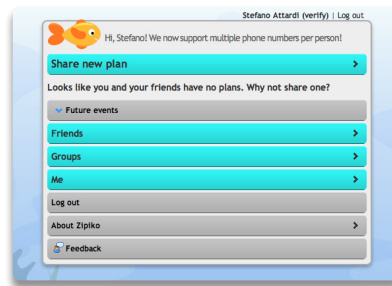 Stefano Attardi (verify) | Log out
Hi, Stefano! We now support multiple phone numbers per person!
Share new plan
Looks like you and your friends have no plans. Why not share one?
Future events
Friends
Groups
Me
Log out
About Zipiko
Feedback